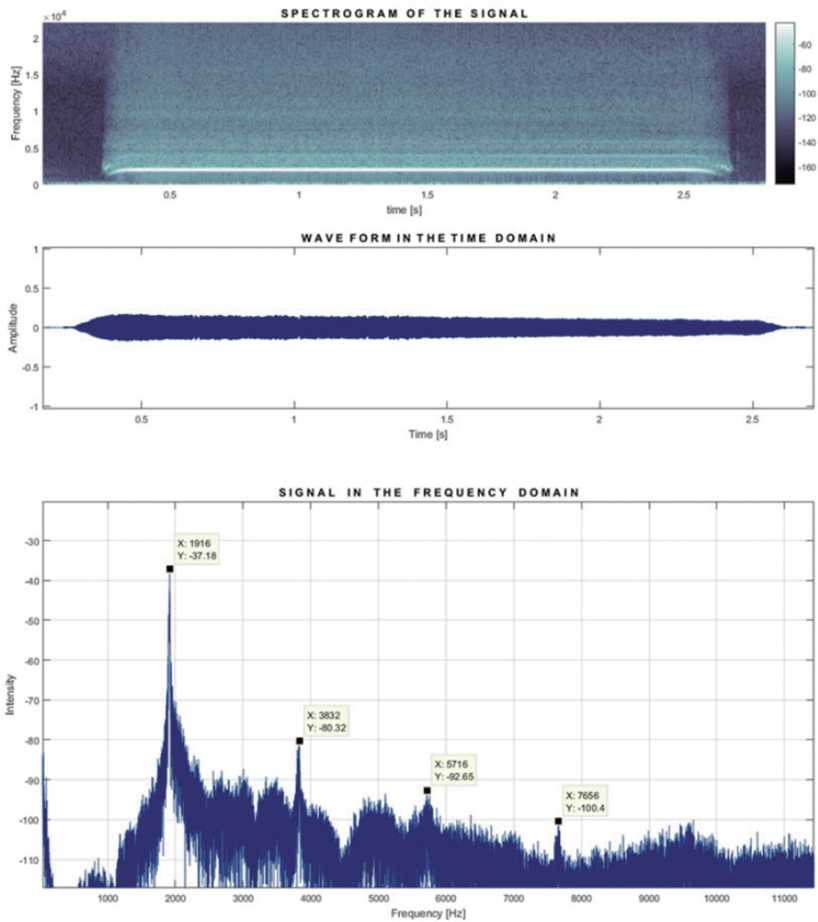 SPECTROGRAM OF THE SIGNAL
×10⁴
2
1.5
1
0.5
0
Frequency [Hz]
0.5 1 1.5 2 2.5
time [s]
-60
-80
-100
-120
-140
-160
WAVE FORM IN THE TIME DOMAIN
1
0.5
0
-0.5
-1
Amplitude
0.5 1 1.5 2 2.5
Time [s]
SIGNAL IN THE FREQUENCY DOMAIN
-30
-40
-50
-60
-70
-80
-90
-100
-110
Intensity
X: 1916
Y: -37.18
X: 3832
Y: -80.32
X: 5716
Y: -92.65
X: 7656
Y: -100.4
1000 2000 3000 4000 5000 6000 7000 8000 9000 10000 11000
Frequency [Hz]